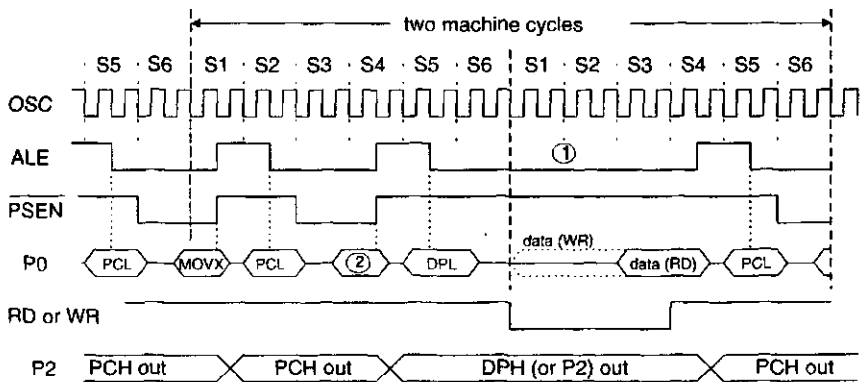 two machine cycles
S5 S6 S1 S2 S3 S4 S5 S6 S1 S2 S3 S4 S5 S6
OSC
ALE ①
PSEN
data (WR)
P0 PCL MOVX PCL ② DPL data (RD) PCL
RD or WR
P2 PCH out PCH out DPH (or P2) out PCH out